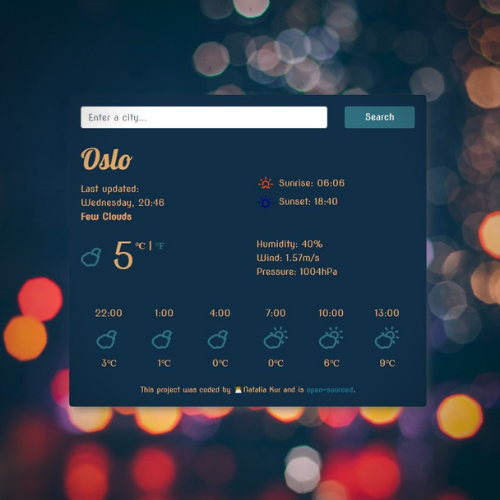 Enter a city...
Search
Oslo
Last updated:
Wednesday, 20:46
Few Clouds
Sunrise: 06:06
Sunset: 18:40
5 °C | °F
Humidity: 40%
Wind: 1.57m/s
Pressure: 1004hPa
22:00 1:00 4:00 7:00 10:00 13:00
3°C 1°C 0°C 0°C 6°C 9°C
This project was coded by Natalia Kur and is open-sourced.